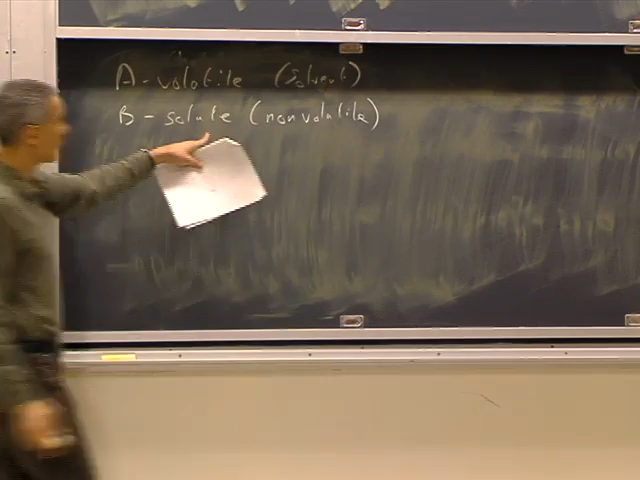 A - volatile (solvent)
B - solute (nonvolatile)